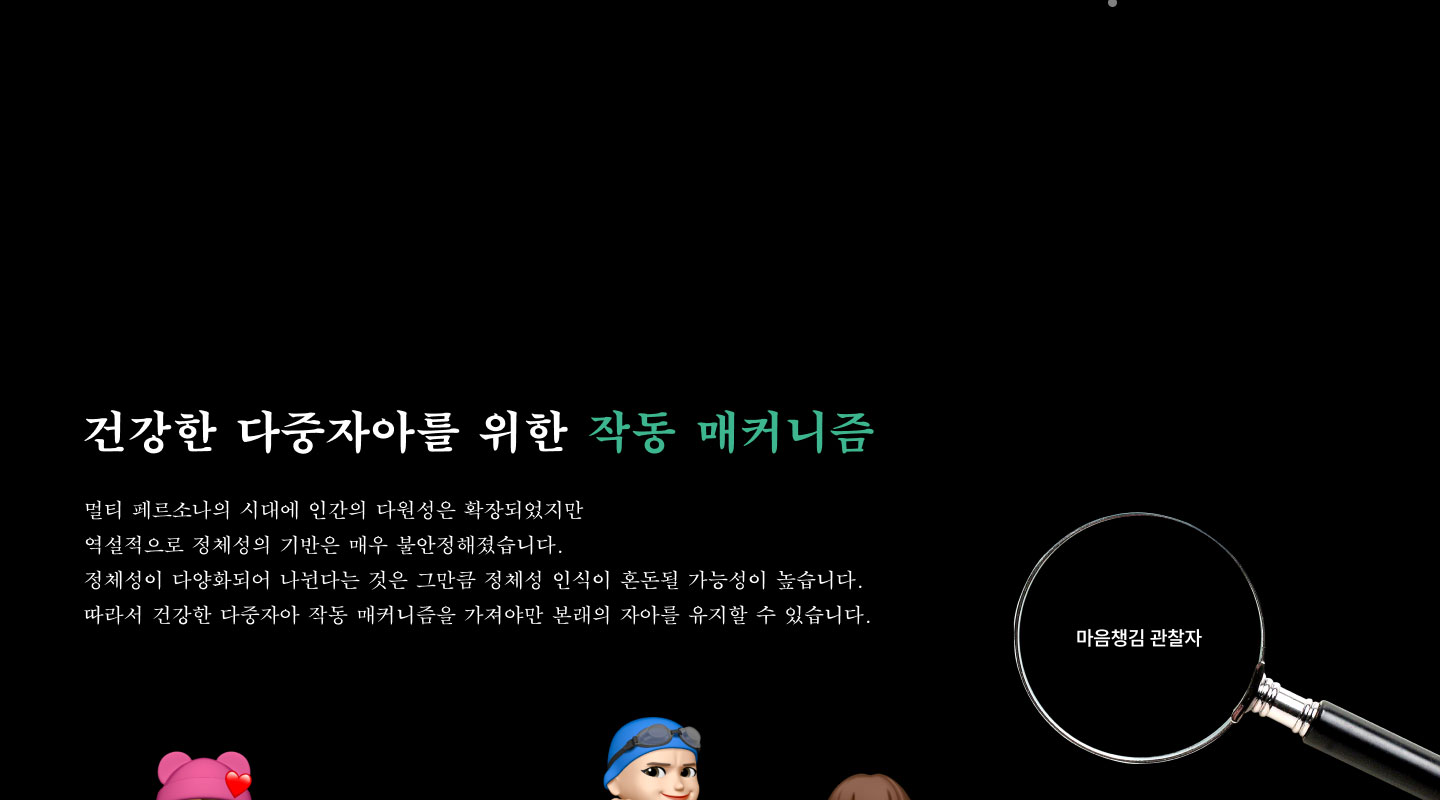 건강한 다중자아를 위한 작동 매커니즘
멀티 페르소나의 시대에 인간의 다원성은 확장되었지만
역설적으로 정체성의 기반은 매우 불안정해졌습니다.
정체성이 다양화되어 나뉜다는 것은 그만큼 정체성 인식이 혼돈될 가능성이 높습니다.
따라서 건강한 다중자아 작동 매커니즘을 가져야만 본래의 자아를 유지할 수 있습니다.
마음챙김 관찰자